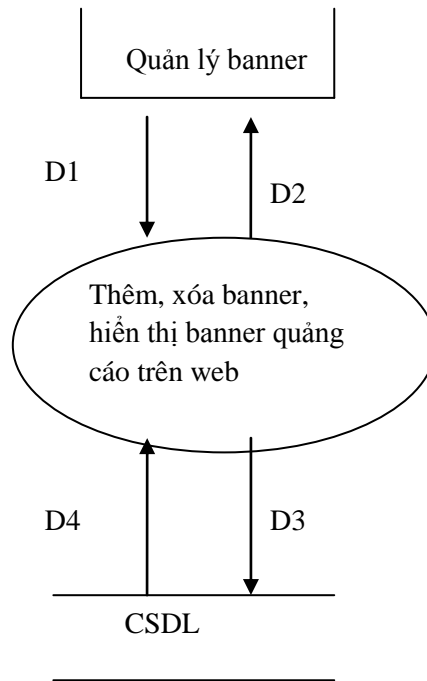 Quản lý banner
D1
D2
Thêm, xóa banner,
hiển thị banner quảng
cáo trên web
D4
D3
CSDL